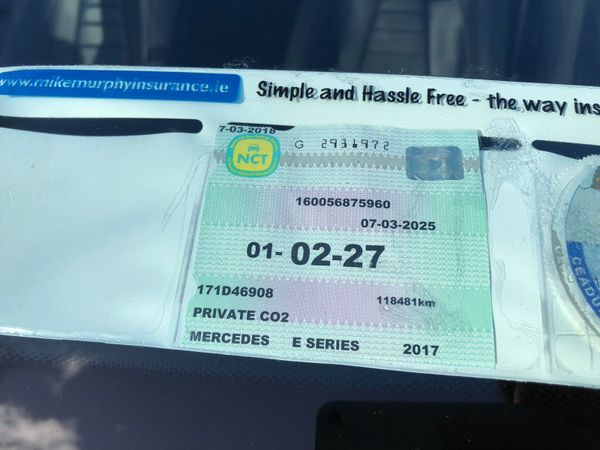 www.mikemurphyinsurance.ie
Simple and Hassle Free - the way ins
7-03-2018
NCT
G 2931972
160056875960
07-03-2025
01- 02-27
171D46908
118481km
PRIVATE CO2
MERCEDES E SERIES 2017
CEADU